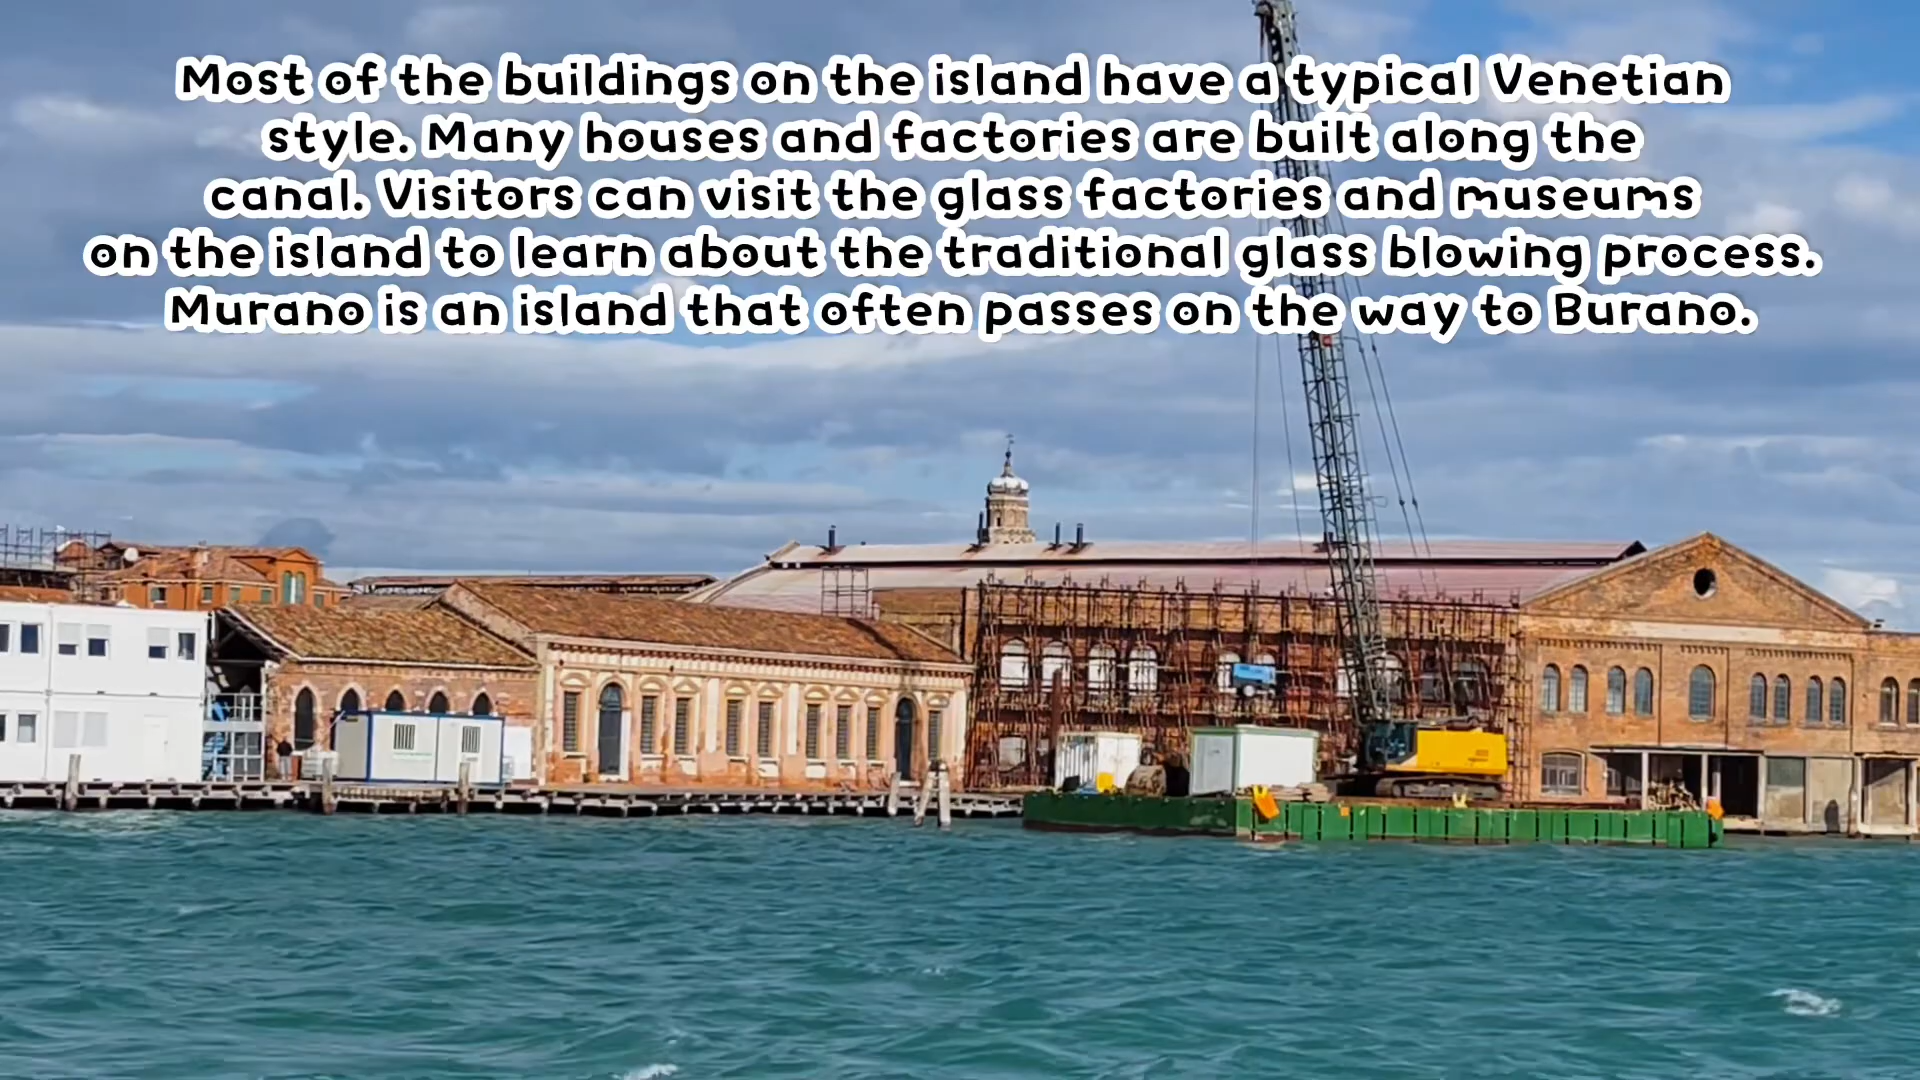 Most of the buildings on the island have a typical Venetian
style. Many houses and factories are built along the
canal. Visitors can visit the glass factories and museums
on the island to learn about the traditional glass blowing process.
Murano is an island that often passes on the way to Burano.